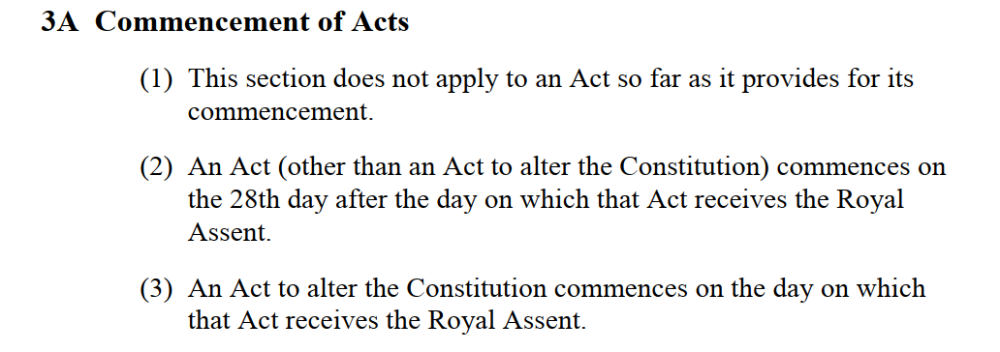 3A Commencement of Acts
(1) This section does not apply to an Act so far as it provides for its
commencement.
(2) An Act (other than an Act to alter the Constitution) commences on
the 28th day after the day on which that Act receives the Royal
Assent.
(3) An Act to alter the Constitution commences on the day on which
that Act receives the Royal Assent.